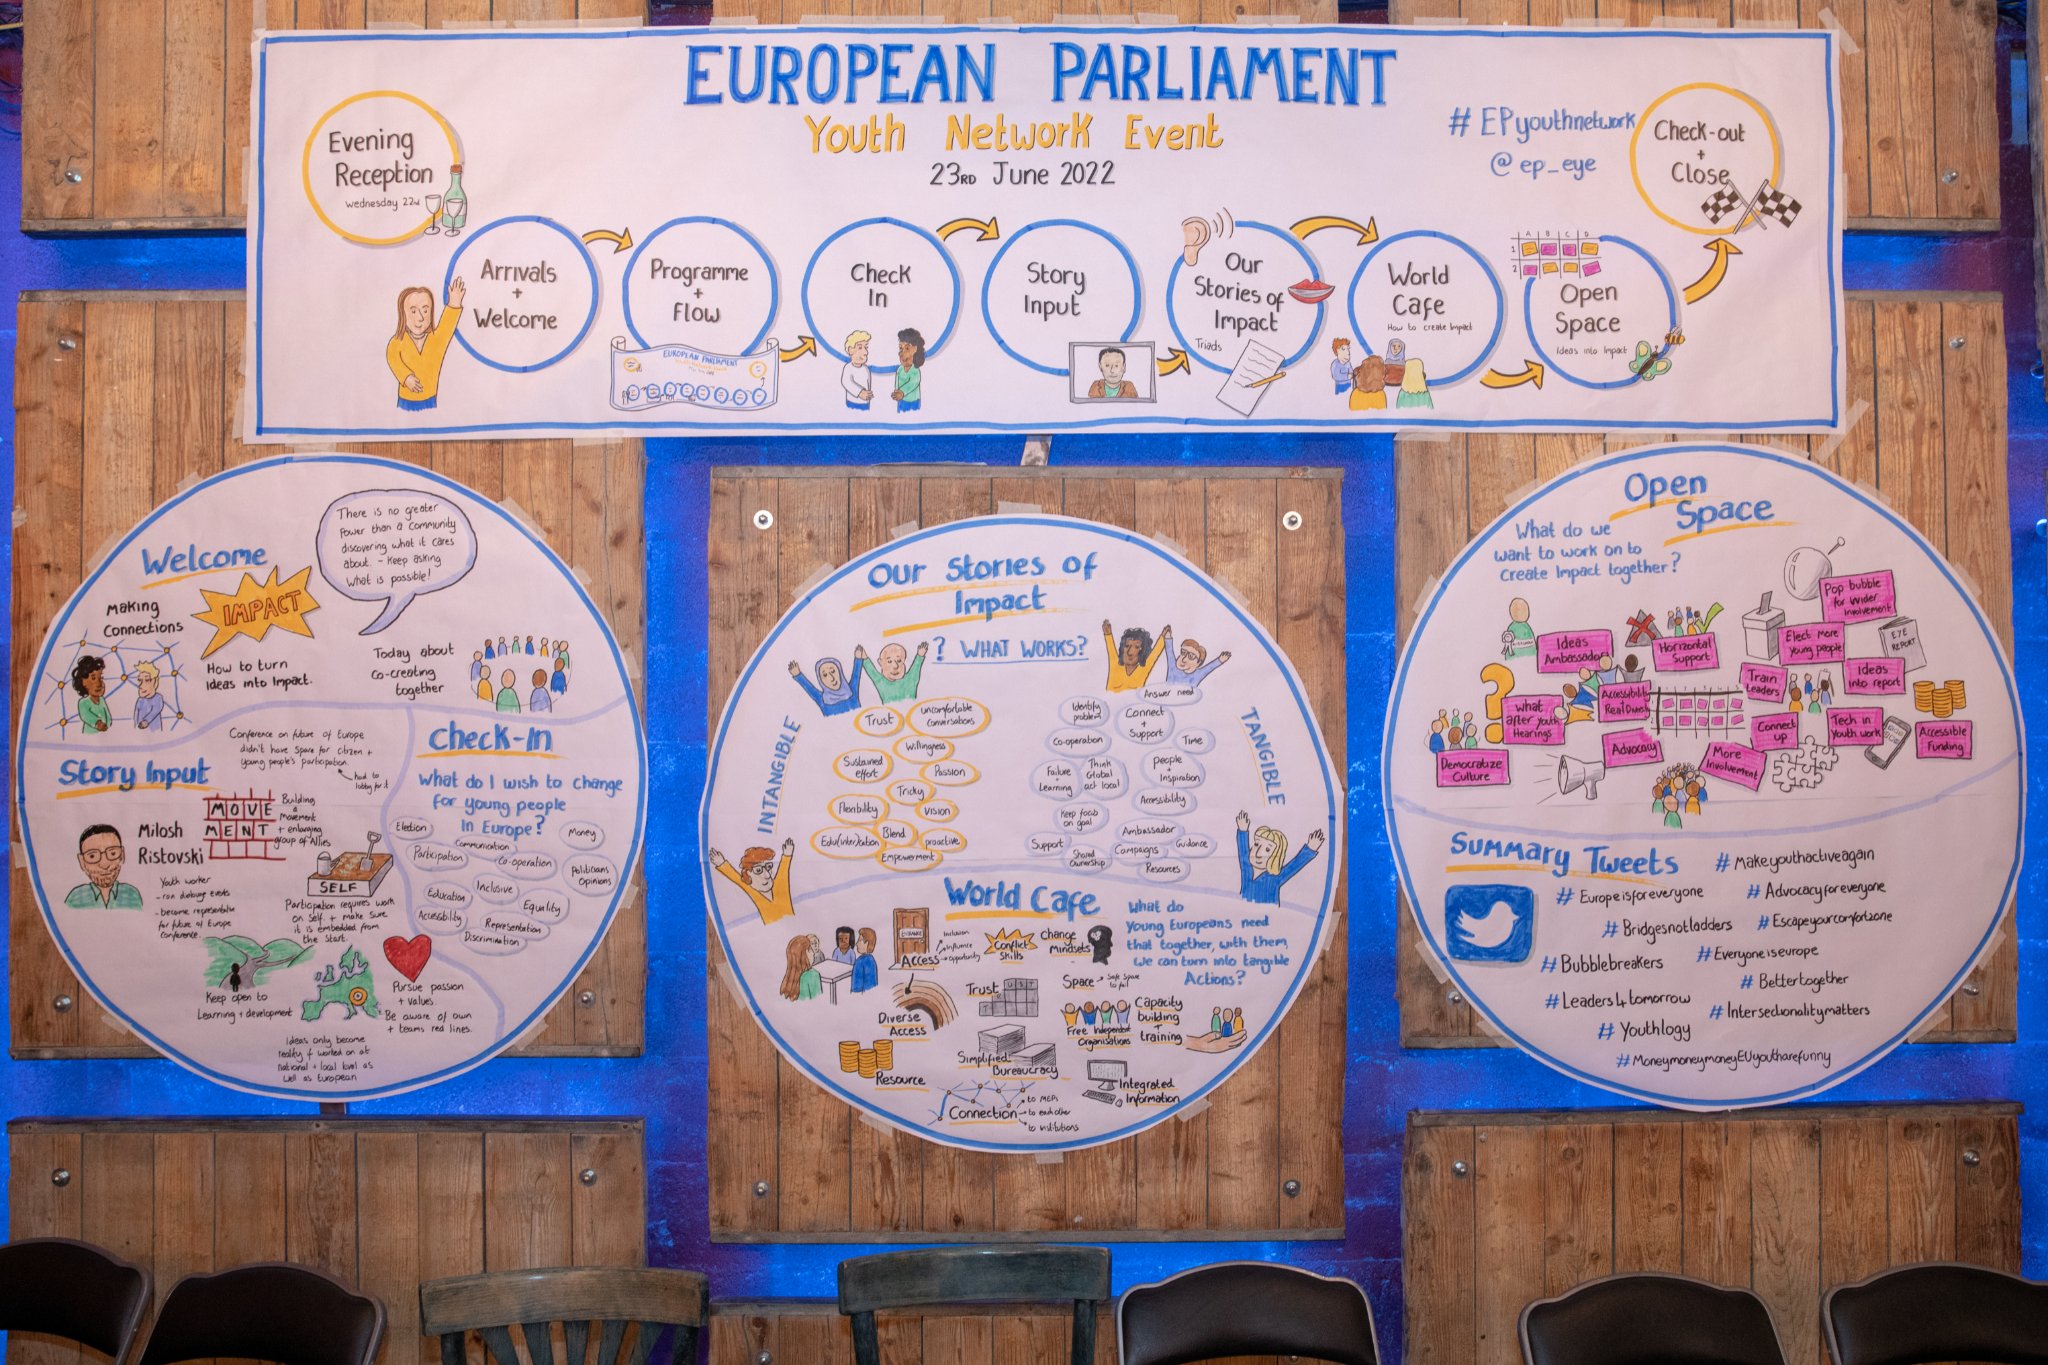 EUROPEAN PARLIAMENT
Youth Network Event
23RD June 2022
# EPyouthnetwork
@ep_eye
Evening
Reception
Wednesday 22nd
Arrivals
+
Welcome
Programme
+
Flow
EUROPEAN PARLIAMENT
Check
In
Story
Input
Our
Stories of
Impact
Triads
World
Cafe
How to create Impact
A B C D
1
2
Open
Space
Ideas into Impact
Check-out
+
Close
Welcome
Making
Connections
IMPACT
How to turn
Ideas into Impact.
There is no greater
Power than a Community
discovering what it cares
about. - Keep asking
What is possible!
Today about
Co-creating
together
Story Input
Conference on future of Europe
didn't have space for citizen +
young people's participation.
had to
lobby for it
Milosh
Ristovski
Youth worker
- ran dialogue events
- become representative
for future of Europe
Conference.
MOVE
MENT
Building
a
Movement
+ enlarging
group of Allies
SELF
Participation requires work
on Self + make Sure
it is embedded from
the Start.
Keep open to
Learning + development
Pursue passion
+ values.
Be aware of own
+ teams red lines.
Ideas only become
reality if worked on at
national + local level as
well as European
Check-In
What do I wish to change
for young people
In Europe?
Election
Money
Communication
Participation
Co-operation
Politicians
Opinions
Education
Inclusive
Equality
Accessibility
Representation
Discrimination
Our Stories of
Impact
? WHAT WORKS?
INTANGIBLE
Trust
Uncomfortable
Conversations
Willingness
Sustained
effort
Passion
Tricky
Flexibility
Vision
Blend
Edu(inter)cation
proactive
Empowerment
TANGIBLE
Answer need
Identify
problem
Connect
+
Support
Co-operation
Time
Think
Global
act local
Failure
+
Learning
people
+
Inspiration
Accessibility
Keep focus
on goal
Ambassador
Support
Campaigns
Guidance
Shared
Ownership
Resources
World Cafe
What do
Young Europeans need
that together, with them,
we can turn into tangible
Actions?
ENTRANCE
Access
Inclusion
Influence
opportunity
Conflict
Skills
Change
Mindsets
Space
Safe Space
to fail
Diverse
Access
Trust
Free Independent
Organisations
Capacity
building
+
training
Resource
Simplified
Bureaucracy
Integrated
Information
Connection
to MEPs
to each other
to institutions
Open
Space
What do we
want to work on to
Create Impact together?
Pop bubble
for wider
involvement
Ideas
Ambassador
Horizontal
Support
Elect more
Young people
EYE
REPORT
Train
Leaders
Ideas
into report
What
after Youth
Hearings
Connect
up
Tech in
Youth work
Accessible
Funding
Advocacy
More
Involvement
Democratize
Culture
Summary Tweets
# Makeyouthactiveagain
# Europeisforeveryone
# Advocacyforeveryone
# Bridgesnotladders
# Escapeyourcomfortzone
# Bubblebreakers
# Everyoneiseurope
# Bettertogether
# Leaders4tomorrow
# Intersectionalitymatters
# Youthlogy
# MoneymoneymoneyEUyoutharefunny